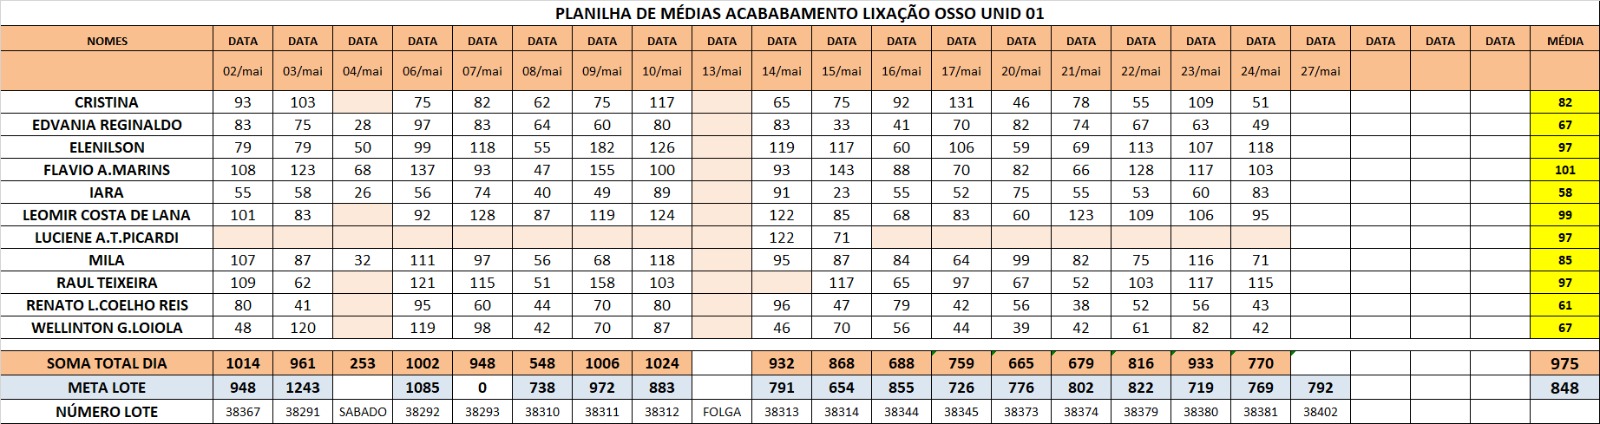 PLANILHA DE MÉDIAS ACABABAMENTO LIXAÇÃO OSSO UNID 01
NOMES DATA DATA DATA DATA DATA DATA DATA DATA DATA DATA DATA DATA DATA DATA DATA DATA DATA DATA DATA DATA DATA DATA MÉDIA
02/mai 03/mai 04/mai 06/mai 07/mai 08/mai 09/mai 10/mai 13/mai 14/mai 15/mai 16/mai 17/mai 20/mai 21/mai 22/mai 23/mai 24/mai 27/mai
CRISTINA 93 103 75 82 62 75 117 65 75 92 131 46 78 55 109 51 82
EDVANIA REGINALDO 83 75 28 97 83 64 60 80 83 33 41 70 82 74 67 63 49 67
ELENILSON 79 79 50 99 118 55 182 126 119 117 60 106 59 69 113 107 118 97
FLAVIO A.MARINS 108 123 68 137 93 47 155 100 93 143 88 70 82 66 128 117 103 101
IARA 55 58 26 56 74 40 49 89 91 23 55 52 75 55 53 60 83 58
LEOMIR COSTA DE LANA 101 83 92 128 87 119 124 122 85 68 83 60 123 109 106 95 99
LUCIENE A.T.PICARDI 122 71 97
MILA 107 87 32 111 97 56 68 118 95 87 84 64 99 82 75 116 71 85
RAUL TEIXEIRA 109 62 121 115 51 158 103 117 65 97 67 52 103 117 115 97
RENATO L.COELHO REIS 80 41 95 60 44 70 80 96 47 79 42 56 38 52 56 43 61
WELLINTON G.LOIOLA 48 120 119 98 42 70 87 46 70 56 44 39 42 61 82 42 67
SOMA TOTAL DIA 1014 961 253 1002 948 548 1006 1024 932 868 688 759 665 679 816 933 770 975
META LOTE 948 1243 1085 0 738 972 883 791 654 855 726 776 802 822 719 769 792 848
NÚMERO LOTE 38367 38291 SABADO 38292 38293 38310 38311 38312 FOLGA 38313 38314 38344 38345 38373 38374 38379 38380 38381 38402